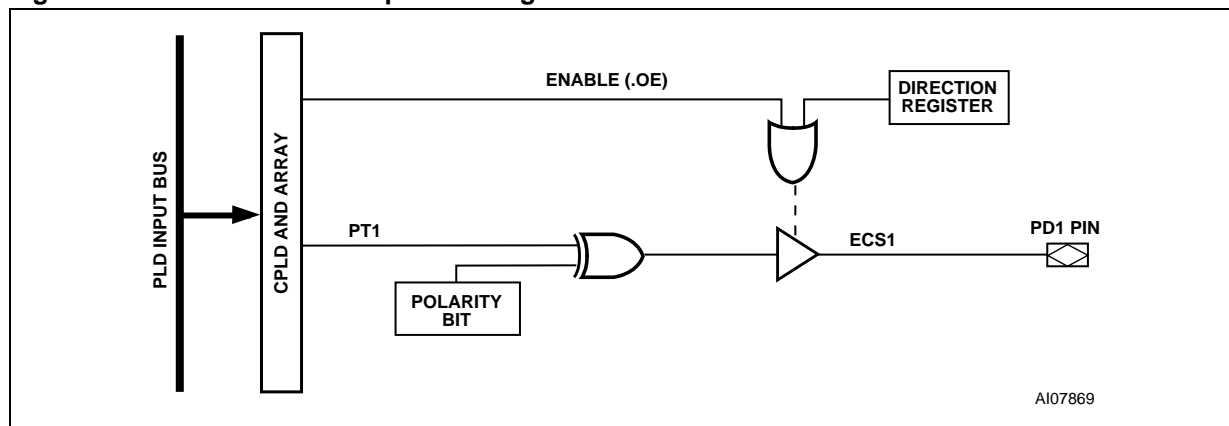 ENABLE (.OE)
DIRECTION
REGISTER
PLD INPUT BUS
CPLD AND ARRAY
PT1
ECS1
PD1 PIN
POLARITY
BIT
AI07869